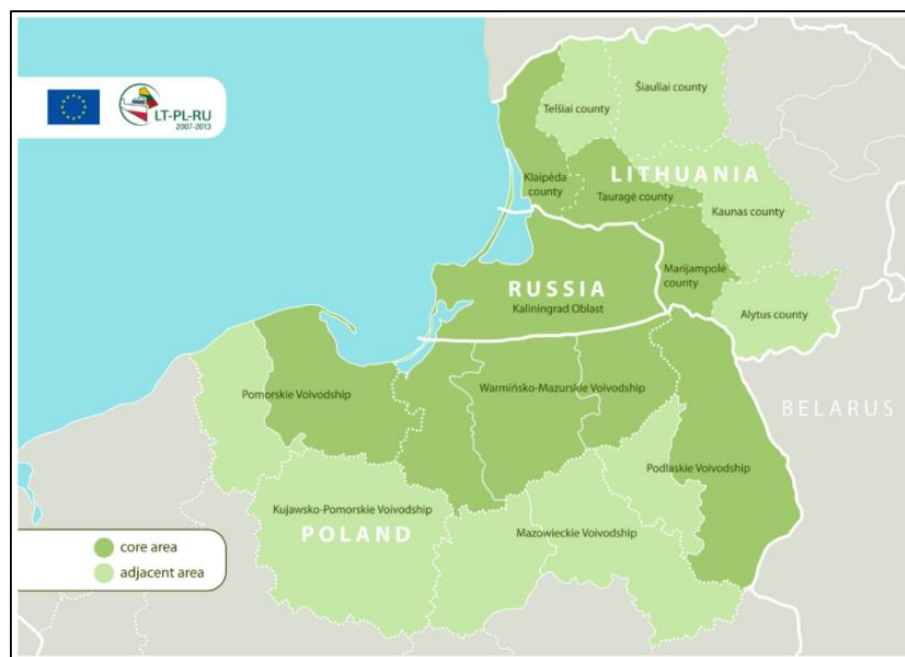 LT-PL-RU
2007-2013
Šiauliai county
Telšiai county
LITHUANIA
Klaipėda
county
Tauragė county
Kaunas county
Marijampolė
county
RUSSIA
Kaliningrad Oblast
Alytus county
Pomorskie Voivodship
Warmińsko-Mazurskie Voivodship
BELARUS
Podlaskie Voivodship
Kujawsko-Pomorskie Voivodship
POLAND
Mazowieckie Voivodship
core area
adjacent area